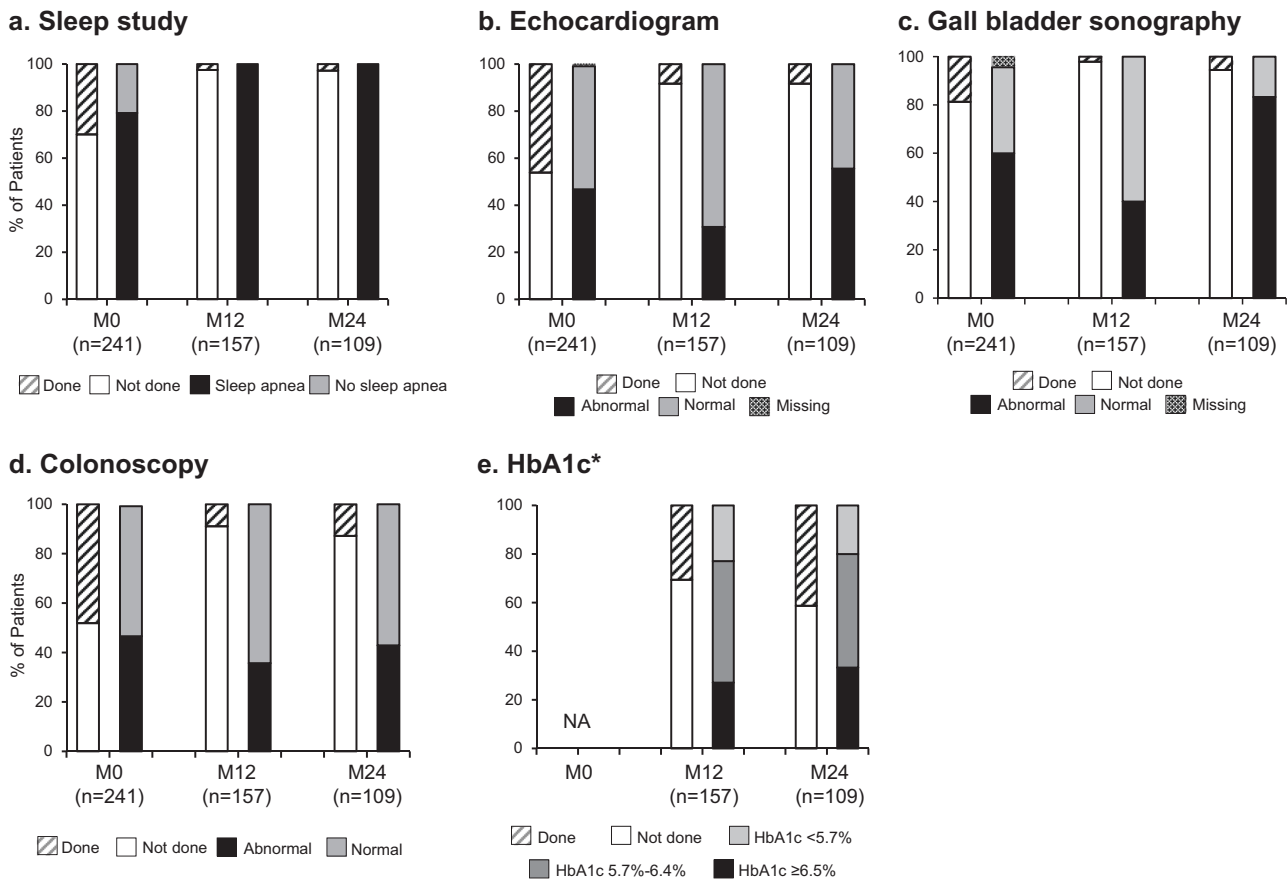 a. Sleep study
% of Patients
100
80
60
40
20
0
M0 M12 M24
(n=241) (n=157) (n=109)
Done Not done Sleep apnea No sleep apnea
b. Echocardiogram
100
80
60
40
20
0
M0 M12 M24
(n=241) (n=157) (n=109)
Done Not done
Abnormal Normal Missing
c. Gall bladder sonography
100
80
60
40
20
0
M0 M12 M24
(n=241) (n=157) (n=109)
Done Not done
Abnormal Normal Missing
d. Colonoscopy
% of Patients
100
80
60
40
20
0
M0 M12 M24
(n=241) (n=157) (n=109)
Done Not done Abnormal Normal
e. HbA1c*
100
80
60
40
20
0
NA
M0 M12 M24
(n=157) (n=109)
Done Not done HbA1c <5.7%
HbA1c 5.7%-6.4% HbA1c ≥6.5%